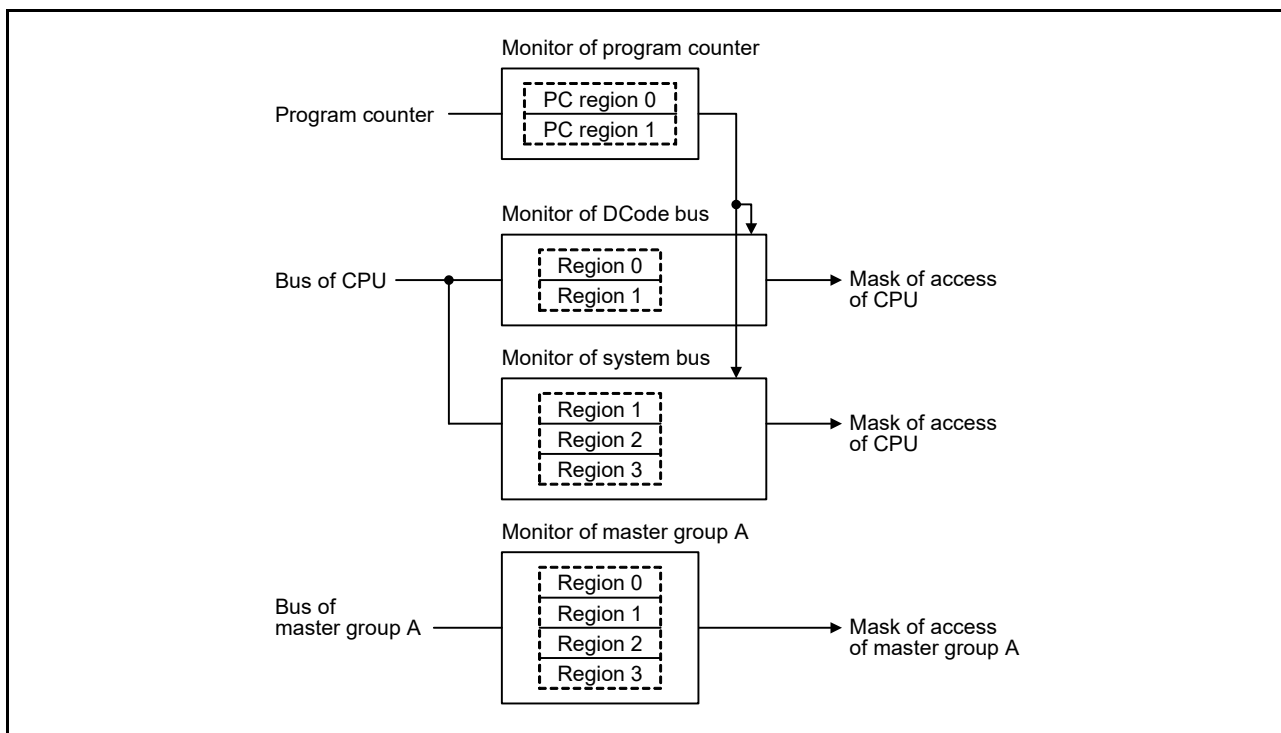 Monitor of program counter
Program counter
PC region 0
PC region 1
Monitor of DCode bus
Bus of CPU
Region 0
Region 1
Mask of access
of CPU
Monitor of system bus
Region 1
Region 2
Region 3
Mask of access
of CPU
Monitor of master group A
Bus of
master group A
Region 0
Region 1
Region 2
Region 3
Mask of access
of master group A